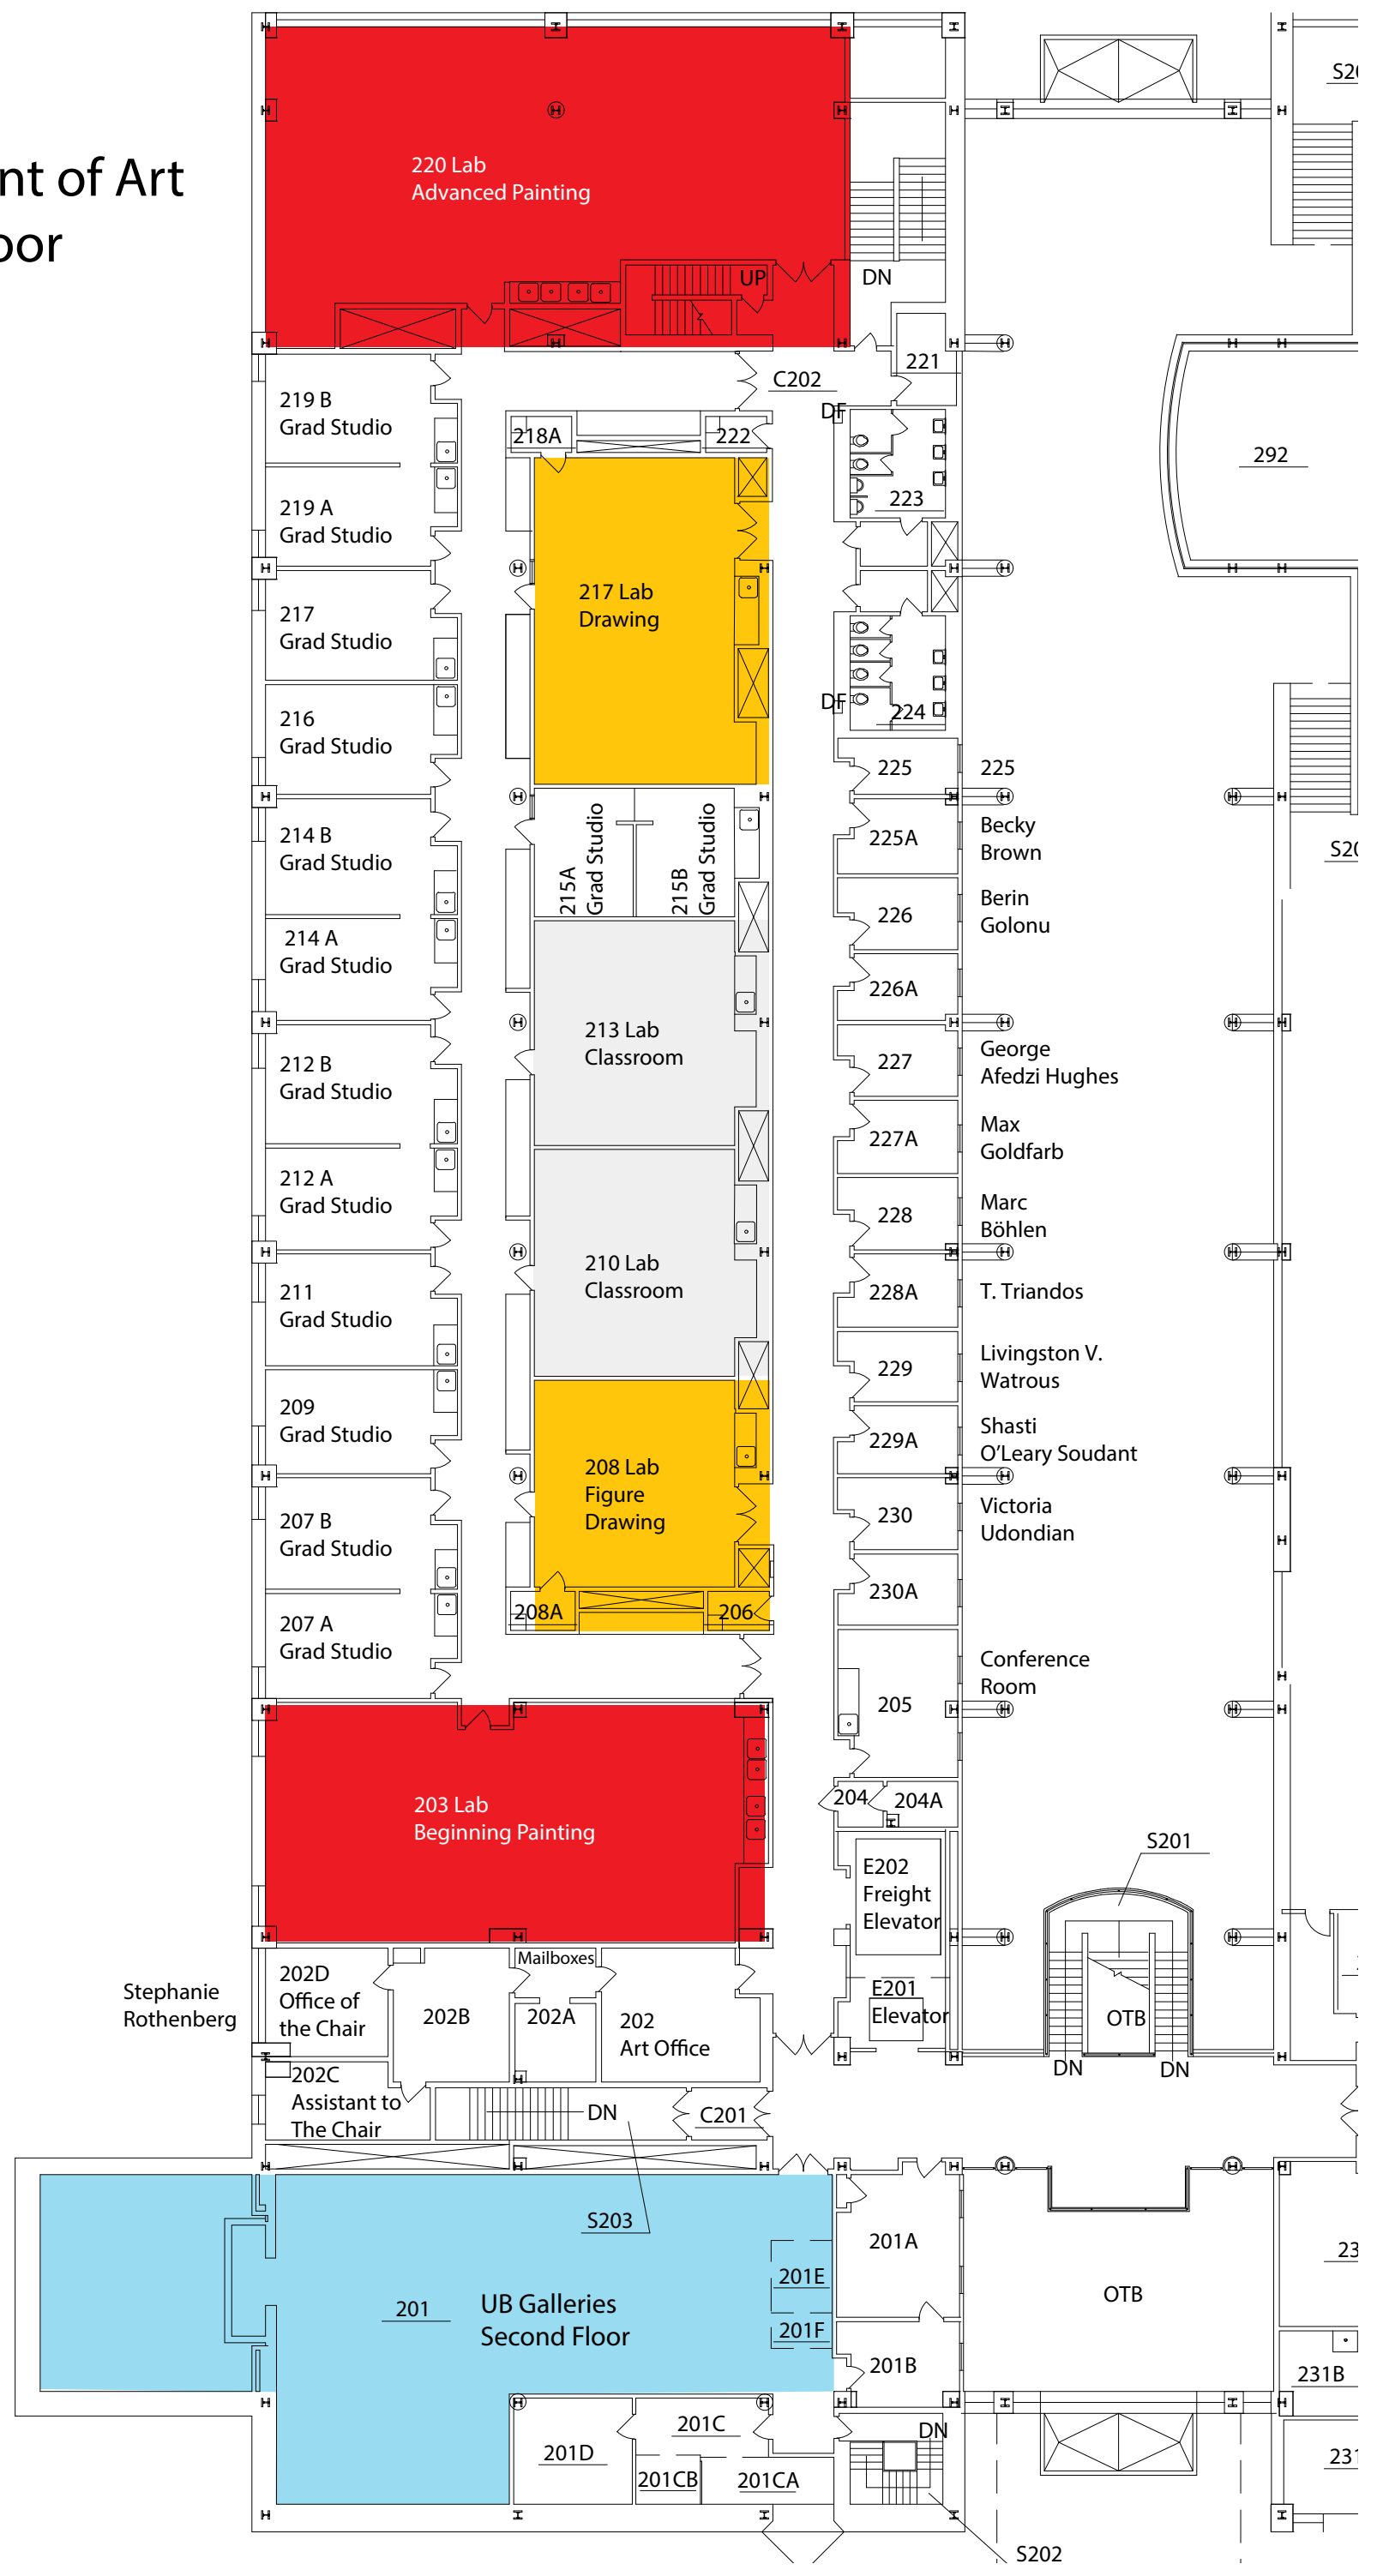 nt of Art
oor
220 Lab
Advanced Painting
UP
DN
S20
221
C202
DF
219 B
Grad Studio
218A
222
292
223
219 A
Grad Studio
217 Lab
Drawing
217
Grad Studio
DF
224
216
Grad Studio
225
225
214 B
Grad Studio
215A
Grad Studio
215B
Grad Studio
225A
Becky
Brown
S20
226
Berin
Golonu
214 A
Grad Studio
226A
213 Lab
Classroom
212 B
Grad Studio
227
George
Afedzi Hughes
227A
Max
Goldfarb
212 A
Grad Studio
228
Marc
Böhlen
210 Lab
Classroom
211
Grad Studio
228A
T. Triandos
229
Livingston V.
Watrous
209
Grad Studio
229A
Shasti
O'Leary Soudant
208 Lab
Figure
Drawing
207 B
Grad Studio
230
Victoria
Udondian
230A
208A
206
207 A
Grad Studio
Conference
Room
205
203 Lab
Beginning Painting
204
204A
S201
E202
Freight
Elevator
Mailboxes
Stephanie
Rothenberg
202D
Office of
the Chair
202B
202A
202
Art Office
E201
Elevator
OTB
DN
DN
202C
Assistant to
The Chair
DN
C201
S203
201A
23
201E
OTB
201
UB Galleries
Second Floor
201F
201B
231B
201C
DN
201D
231
201CB
201CA
S202